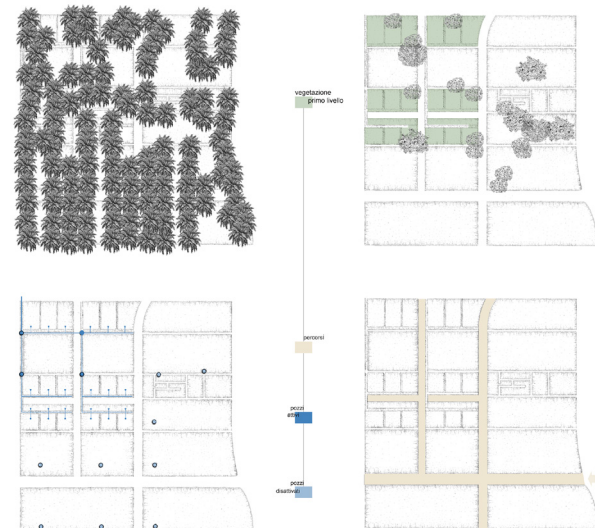 vegetazione
primo livello
percorsi
pozzi
attivi
pozzi
disattivati